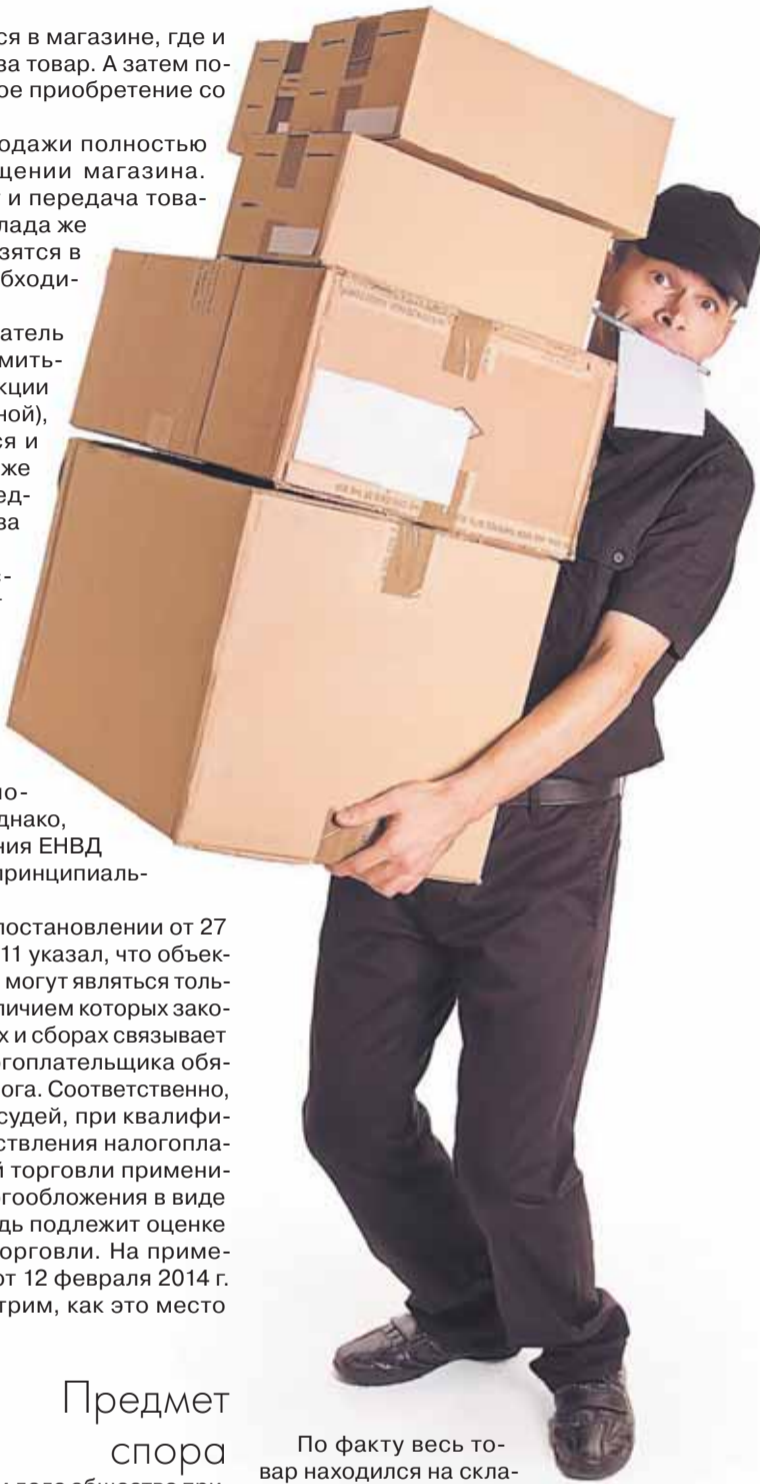 ся в магазине, где и
за товар. А затем по-
ое приобретение со
одажи полностью
щении магазина.
и передача това-
лада же
зятся в
бходи-
атель
мить-
кции
ной),
ся и
же
ед-
ва
с-
по-
днако,
ния ЕНВД
принципиаль-
постановлении от 27
11 указал, что объек-
могут являться толь-
личием которых зако-
х и сборах связывает
огоплательщика обя-
ога. Соответственно,
судей, при квалифи-
ствления налогопла-
й торговли примени-
огообложения в виде
дь подлежит оценке
орговли. На приме-
от 12 февраля 2014 г.
трим, как это место
Предмет
спора
По факту весь то-
вар находился на скла-